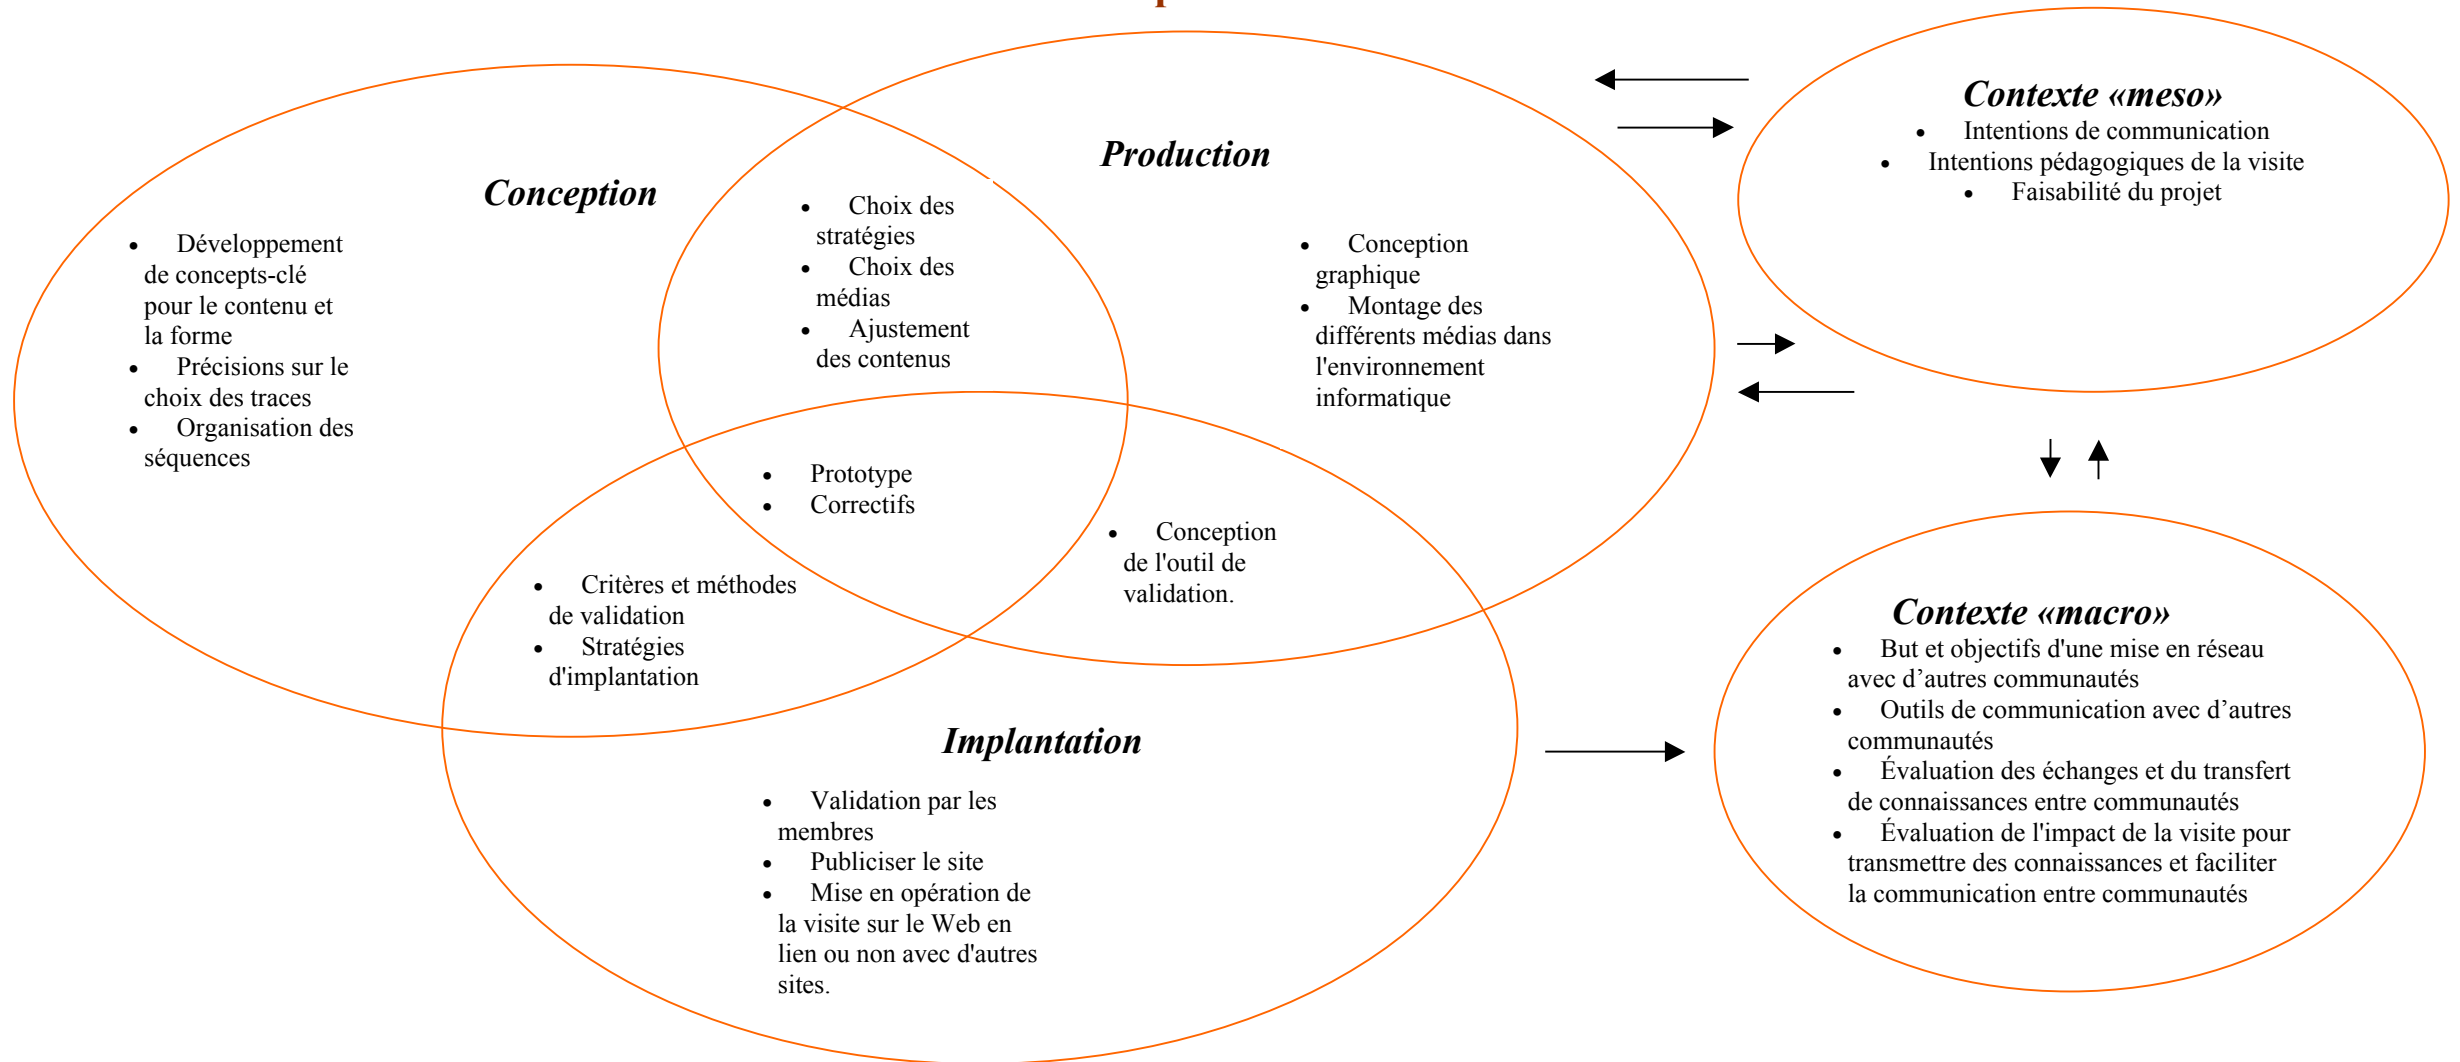 Conception
• Développement
de concepts-clé
pour le contenu et
la forme
• Précisions sur le
choix des traces
• Organisation des
séquences
• Choix des
stratégies
• Choix des
médias
• Ajustement
des contenus
Production
• Conception
graphique
• Montage des
différents médias dans
l'environnement
informatique
• Prototype
• Correctifs
• Conception
de l'outil de
validation.
• Critères et méthodes
de validation
• Stratégies
d'implantation
Implantation
• Validation par les
membres
• Publiciser le site
• Mise en opération de
la visite sur le Web en
lien ou non avec d'autres
sites.
Contexte «meso»
• Intentions de communication
• Intentions pédagogiques de la visite
• Faisabilité du projet
Contexte «macro»
• But et objectifs d'une mise en réseau
avec d’autres communautés
• Outils de communication avec d’autres
communautés
• Évaluation des échanges et du transfert
de connaissances entre communautés
• Évaluation de l'impact de la visite pour
transmettre des connaissances et faciliter
la communication entre communautés